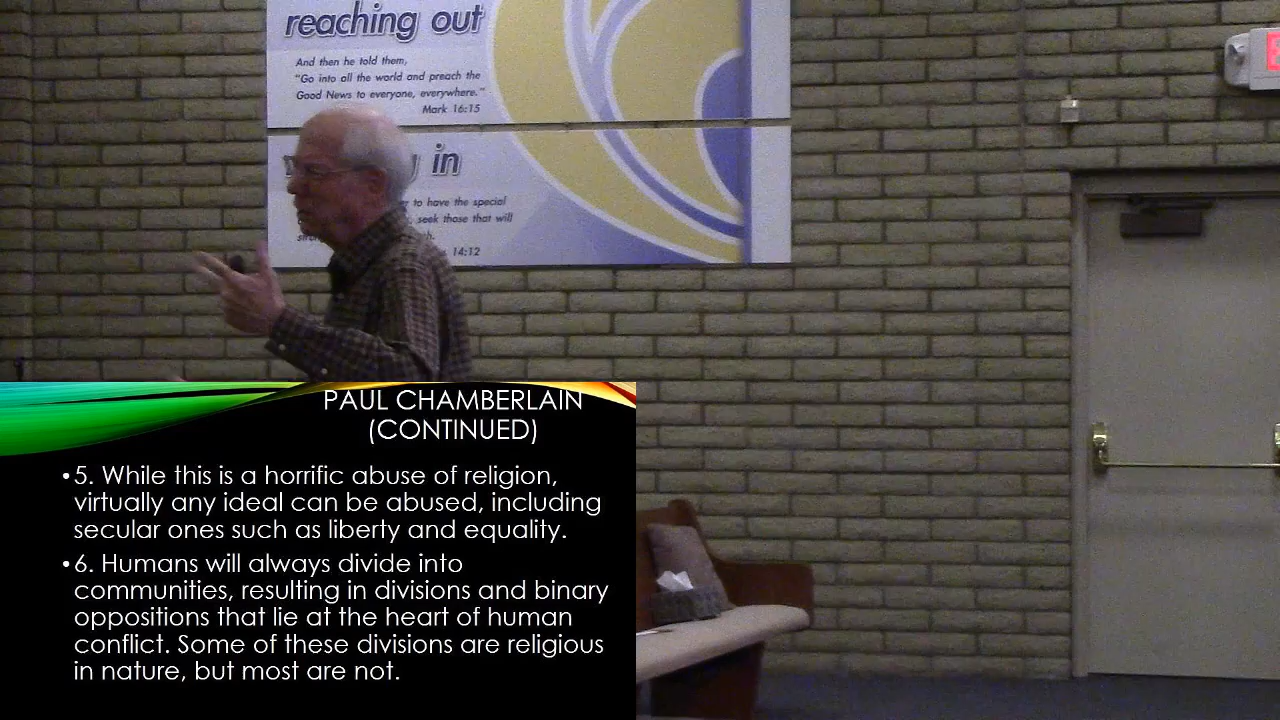 reaching out
And then he told them,
"Go into all the world and preach the
Good News to everyone, everywhere."
Mark 16:15
in
to have the special
seek those that will
14:12
PAUL CHAMBERLAIN
(CONTINUED)
•5. While this is a horrific abuse of religion,
virtually any ideal can be abused, including
secular ones such as liberty and equality.
•6. Humans will always divide into
communities, resulting in divisions and binary
oppositions that lie at the heart of human
conflict. Some of these divisions are religious
in nature, but most are not.